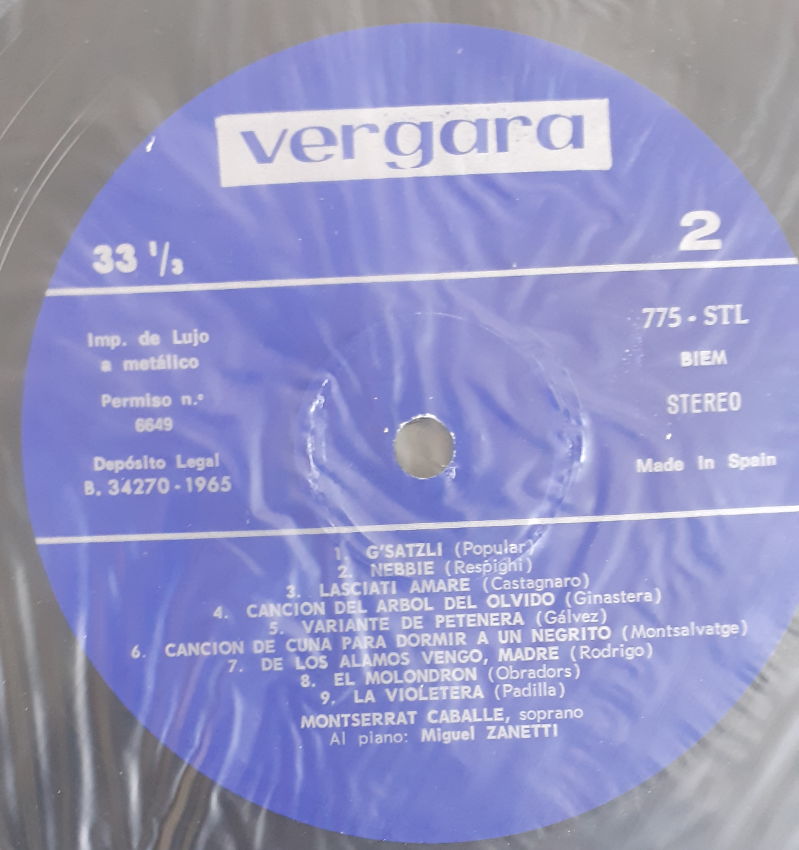 vergara
33 1/3
2
Imp. de Lujo
a metálico
Permiso n.º
6649
Depósito Legal
B. 34270 - 1965
775 - STL
BIEM
STEREO
Made in Spain
1. G'SATZLI (Popular)
2. NEBBIE (Respighi)
3. LASCIATI AMARE (Castagnaro)
4. CANCION DEL ARBOL DEL OLVIDO (Ginastera)
5. VARIANTE DE PETENERA (Gálvez)
6. CANCION DE CUNA PARA DORMIR A UN NEGRITO (Montsalvatge)
7. DE LOS ALAMOS VENGO, MADRE (Rodrigo)
8. EL MOLONDRON (Obradors)
9. LA VIOLETERA (Padilla)
MONTSERRAT CABALLE, soprano
Al piano: Miguel ZANETTI